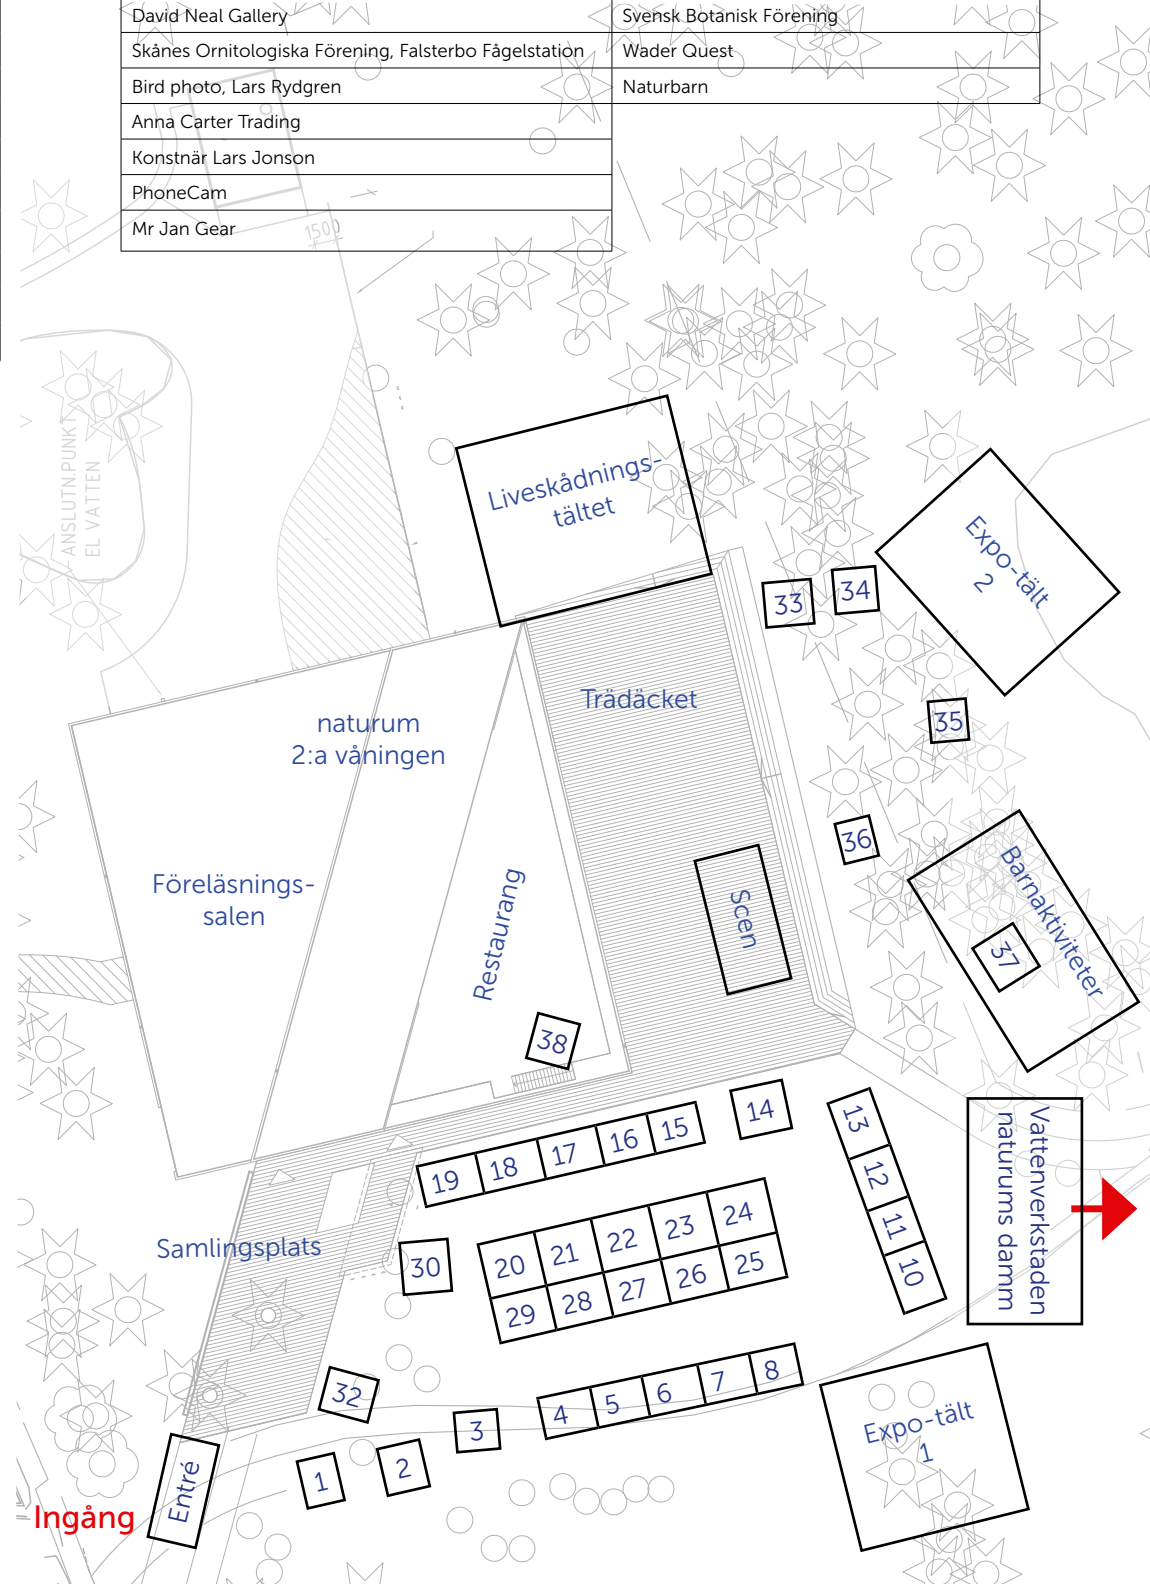 David Neal Gallery
Svensk Botanisk Förening
Skånes Ornitologiska Förening, Falsterbo Fågelstation
Wader Quest
Bird photo, Lars Rydgren
Naturbarn
Anna Carter Trading
Konstnär Lars Jonson
PhoneCam
Mr Jan Gear
1500
ANSLUTN.PUNKT
EL VATTEN
Liveskådnings-
tältet
Expo-tält
2
33
34
35
36
Trädäcket
naturum
2:a våningen
Föreläsnings-
salen
Restaurang
Scen
Barnaktiviteter
37
38
Vattenverkstaden
naturums damm
13
12
11
10
14
19
18
17
16
15
20
21
22
23
24
29
28
27
26
25
30
Samlingsplats
32
1
2
3
4
5
6
7
8
Expo-tält
1
Entré
Ingång